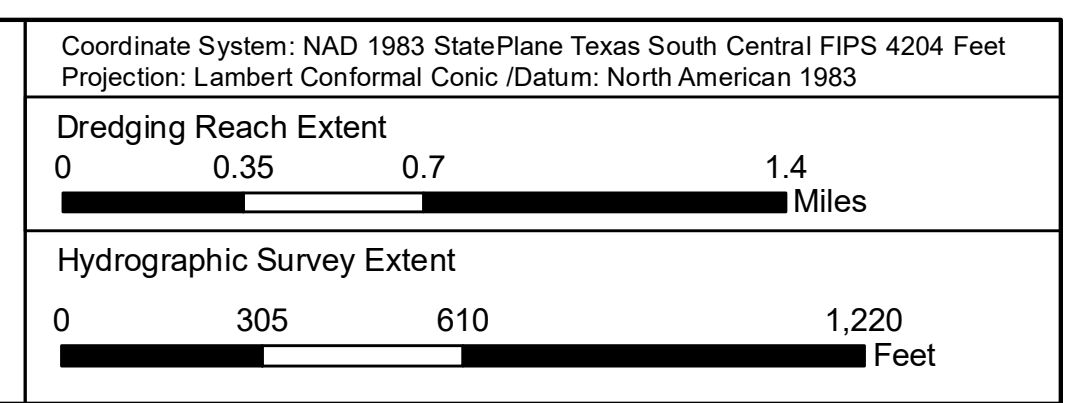 Coordinate System: NAD 1983 StatePlane Texas South Central FIPS 4204 Feet
Projection: Lambert Conformal Conic /Datum: North American 1983
Dredging Reach Extent
0 0.35 0.7 1.4
Miles
Hydrographic Survey Extent
0 305 610 1,220
Feet